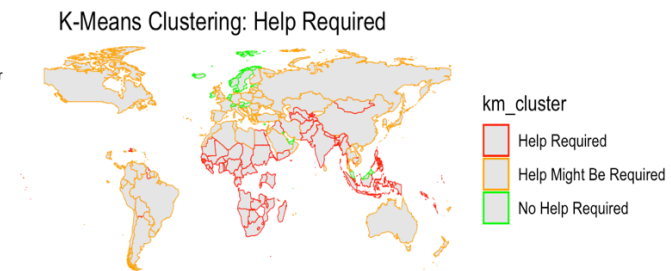 K-Means Clustering: Help Required
r
km_cluster
Help Required
Help Might Be Required
No Help Required